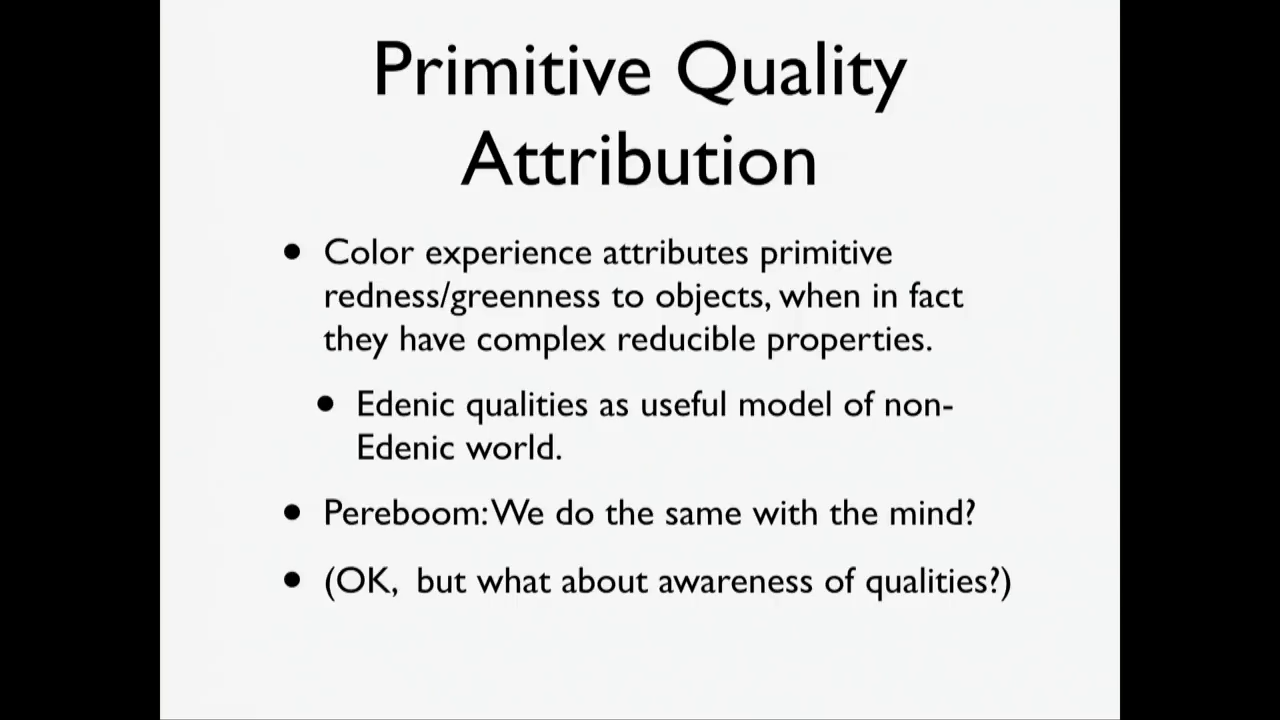 Primitive Quality
Attribution
• Color experience attributes primitive
redness/greenness to objects, when in fact
they have complex reducible properties.
• Edenic qualities as useful model of non-
Edenic world.
• Pereboom: We do the same with the mind?
• (OK, but what about awareness of qualities?)